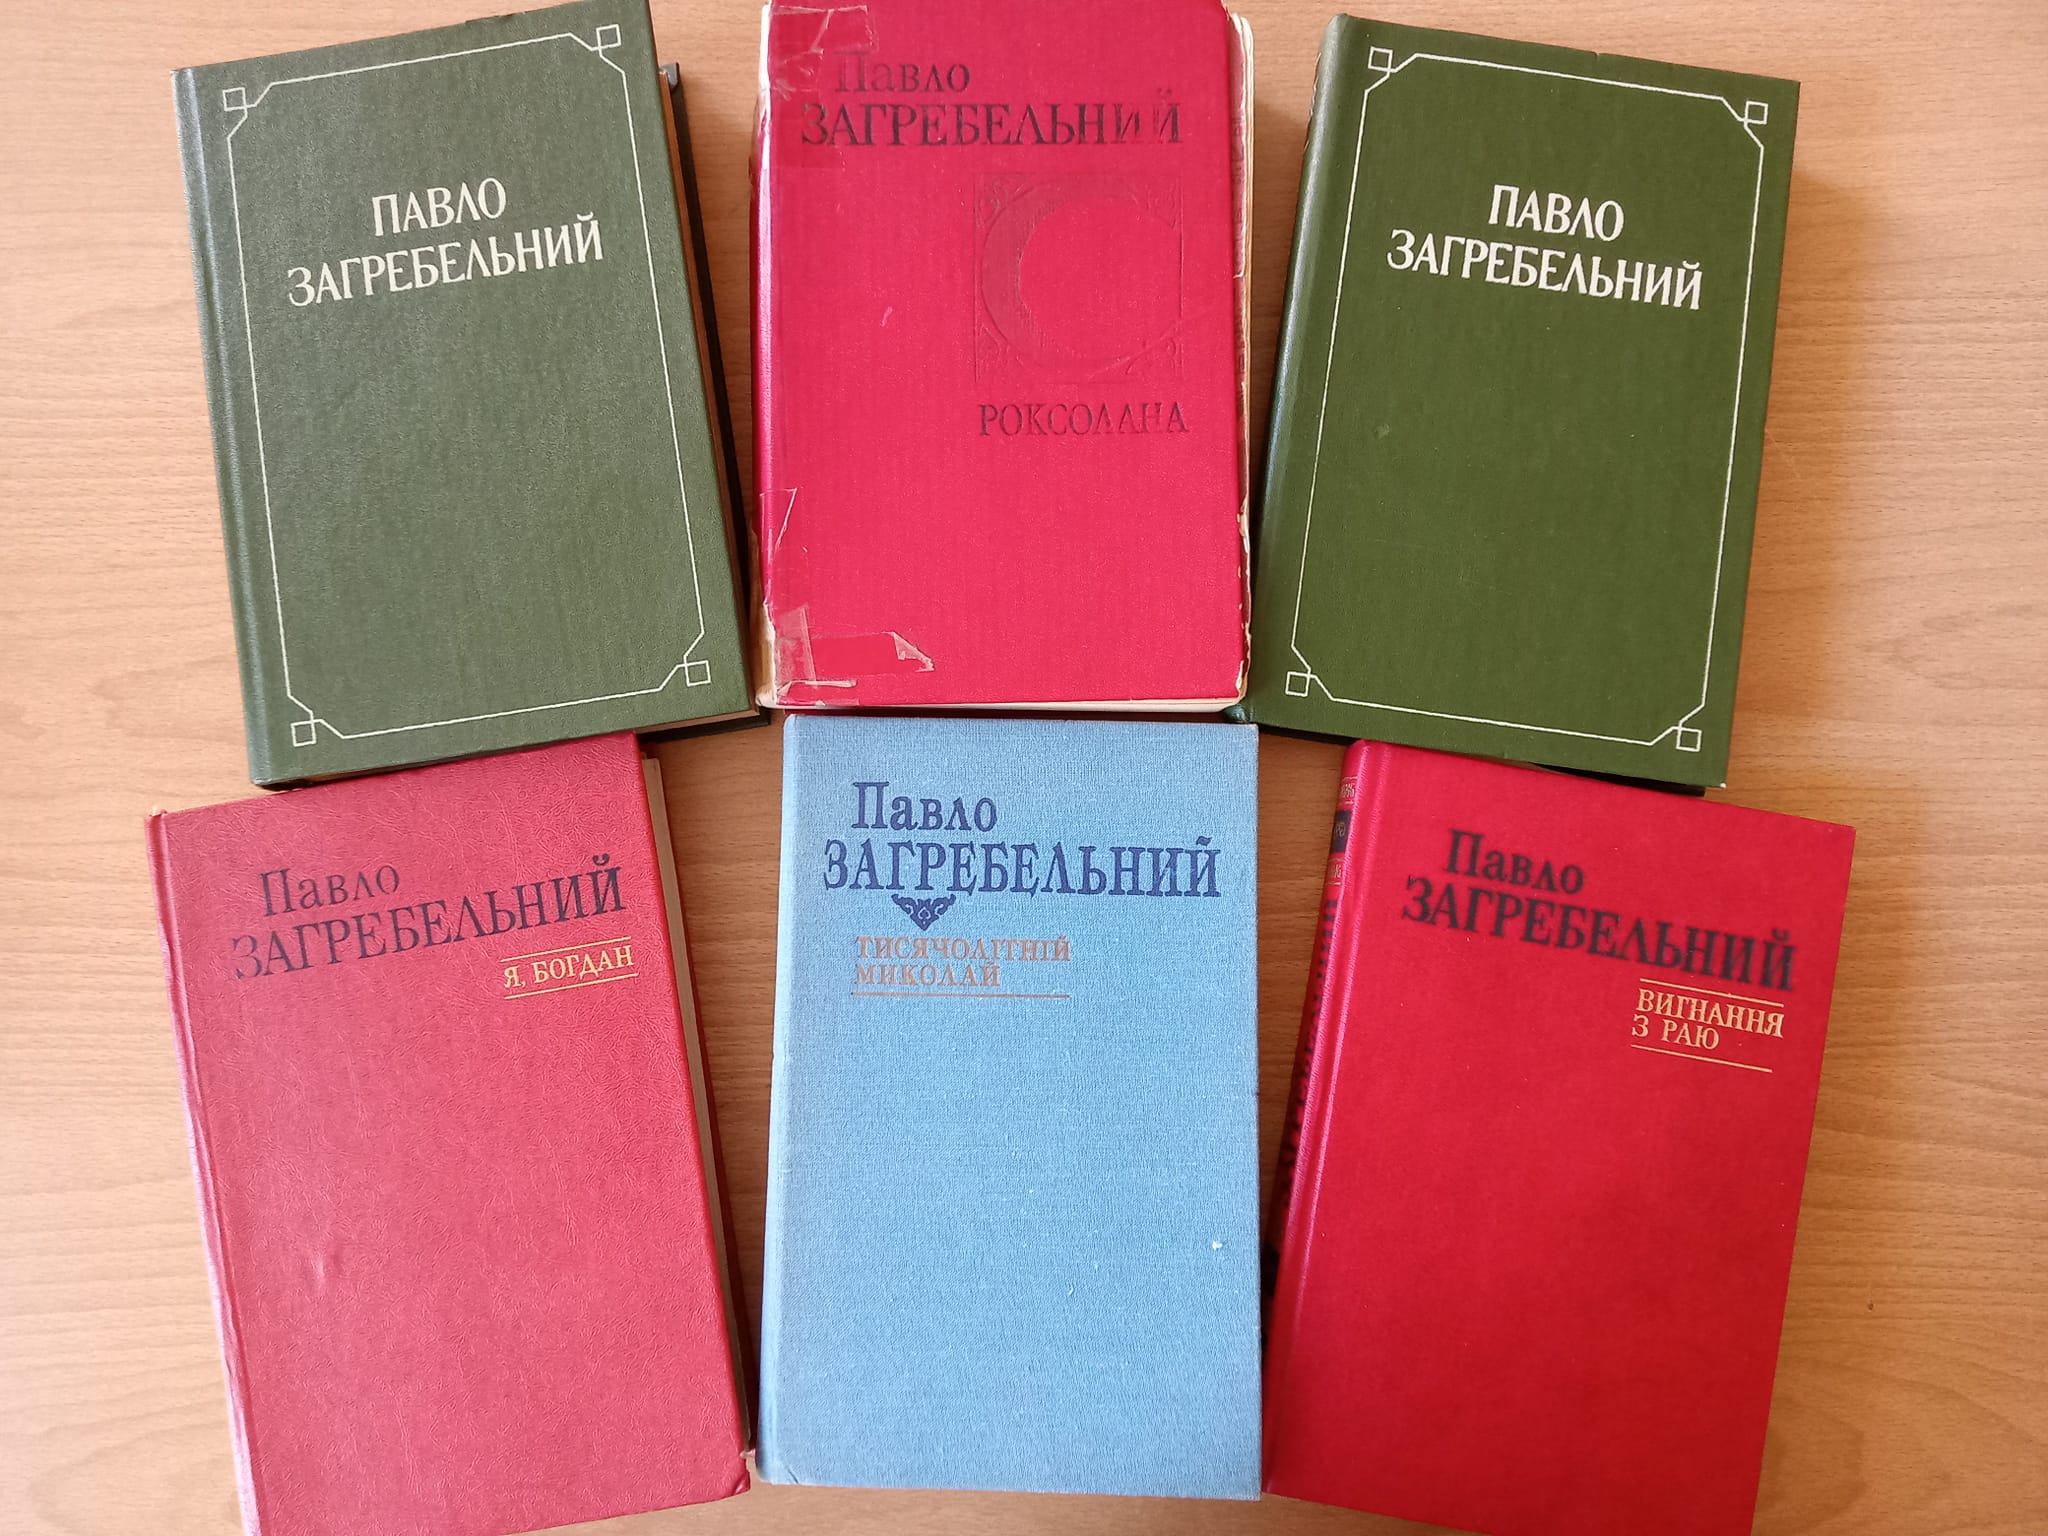 ПАВЛО
ЗАГРЕБЕЛЬНИЙ
Павло
ЗАГРЕБЕЛЬНИЙ
РОКСОЛАНА
ПАВЛО
ЗАГРЕБЕЛЬНИЙ
Павло
ЗАГРЕБЕЛЬНИЙ
Я, БОГДАН
Павло
ЗАГРЕБЕЛЬНИЙ
ТИСЯЧОЛІТНІЙ
МИКОЛАЙ
Павло
ЗАГРЕБЕЛЬНИЙ
ВИГНАННЯ
З РАЮ